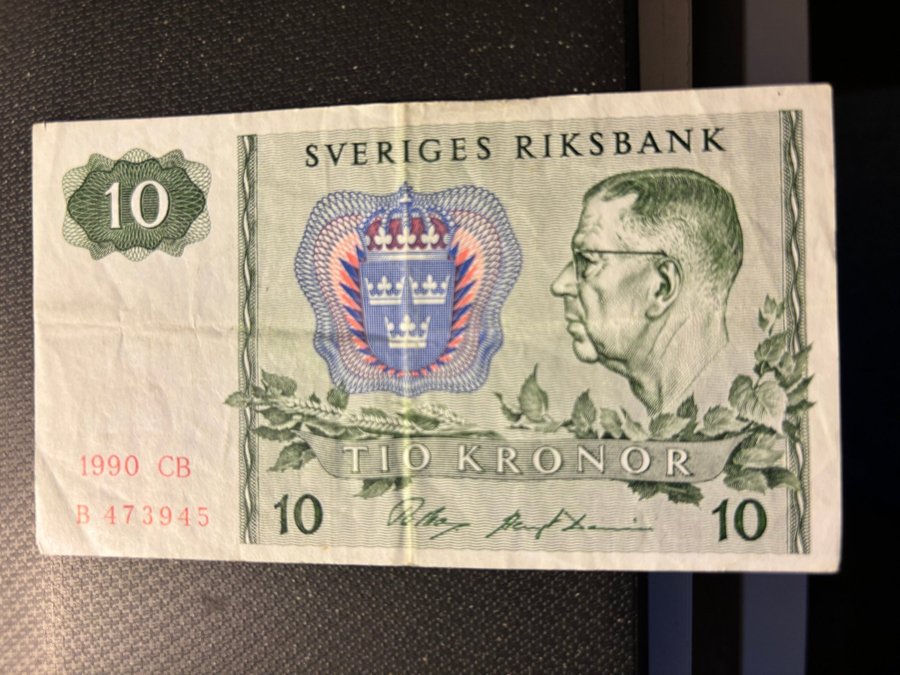 SVERIGES RIKSBANK
10
TIO KRONOR
1990 CB
B 473945
10
10